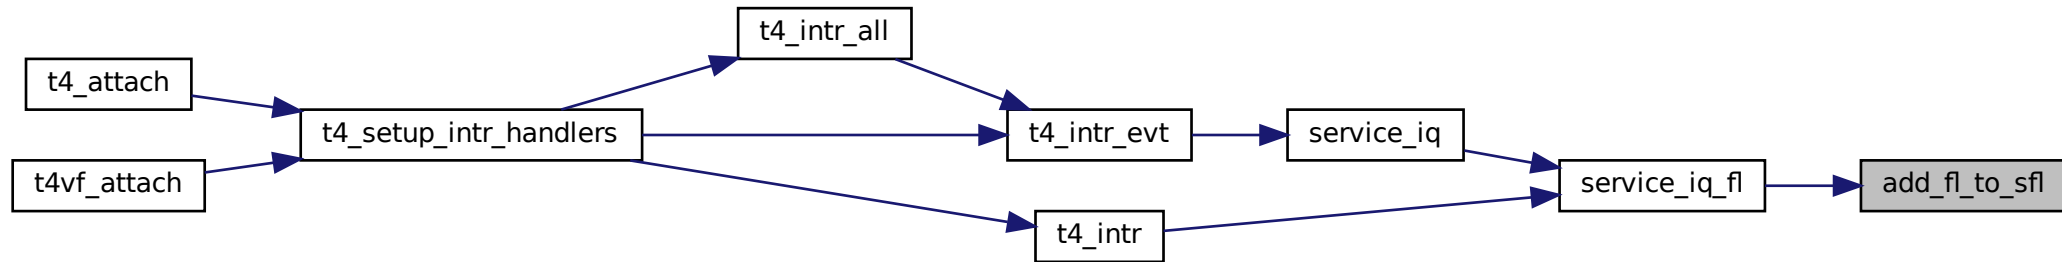 t4_intr_all
t4_attach
t4_setup_intr_handlers
t4_intr_evt
service_iq
t4vf_attach
service_iq_fl
add_fl_to_sfl
t4_intr